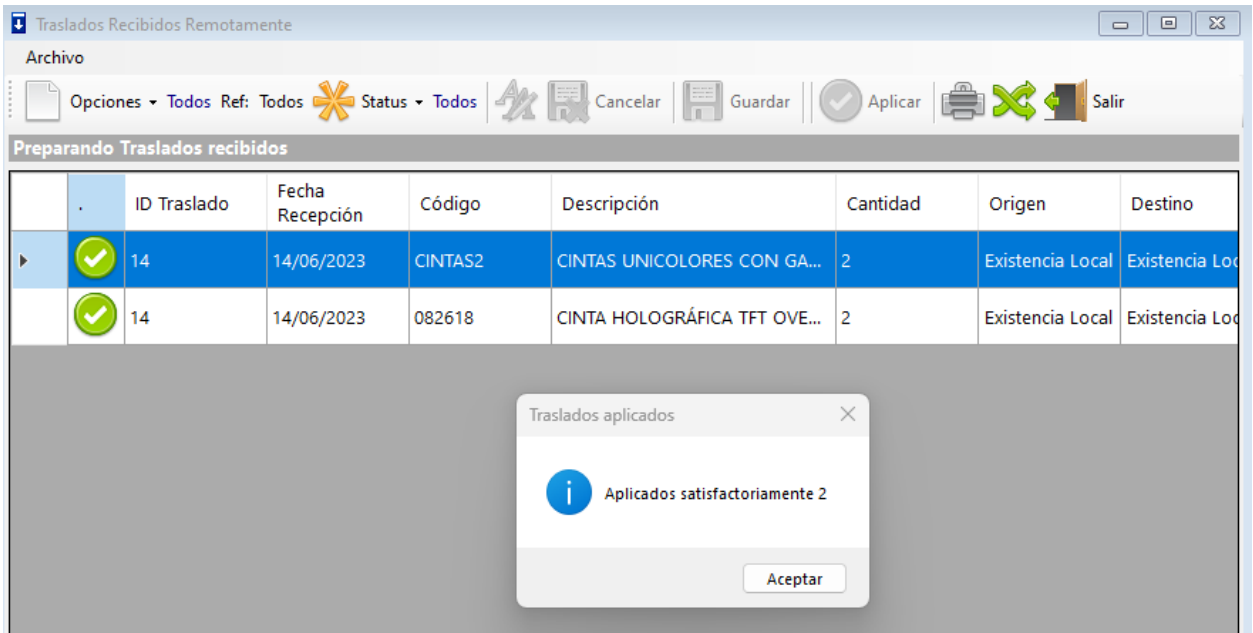 Traslados Recibidos Remotamente
Archivo
Opciones Todos Ref: Todos Status Todos Cancelar Guardar Aplicar Salir
Preparando Traslados recibidos
. ID Traslado Fecha Recepción Código Descripción Cantidad Origen Destino
14 14/06/2023 CINTAS2 CINTAS UNICOLORES CON GA... 2 Existencia Local Existencia Loc
14 14/06/2023 082618 CINTA HOLOGRÁFICA TFT OVE... 2 Existencia Local Existencia Loc
Traslados aplicados
Aplicados satisfactoriamente 2
Aceptar